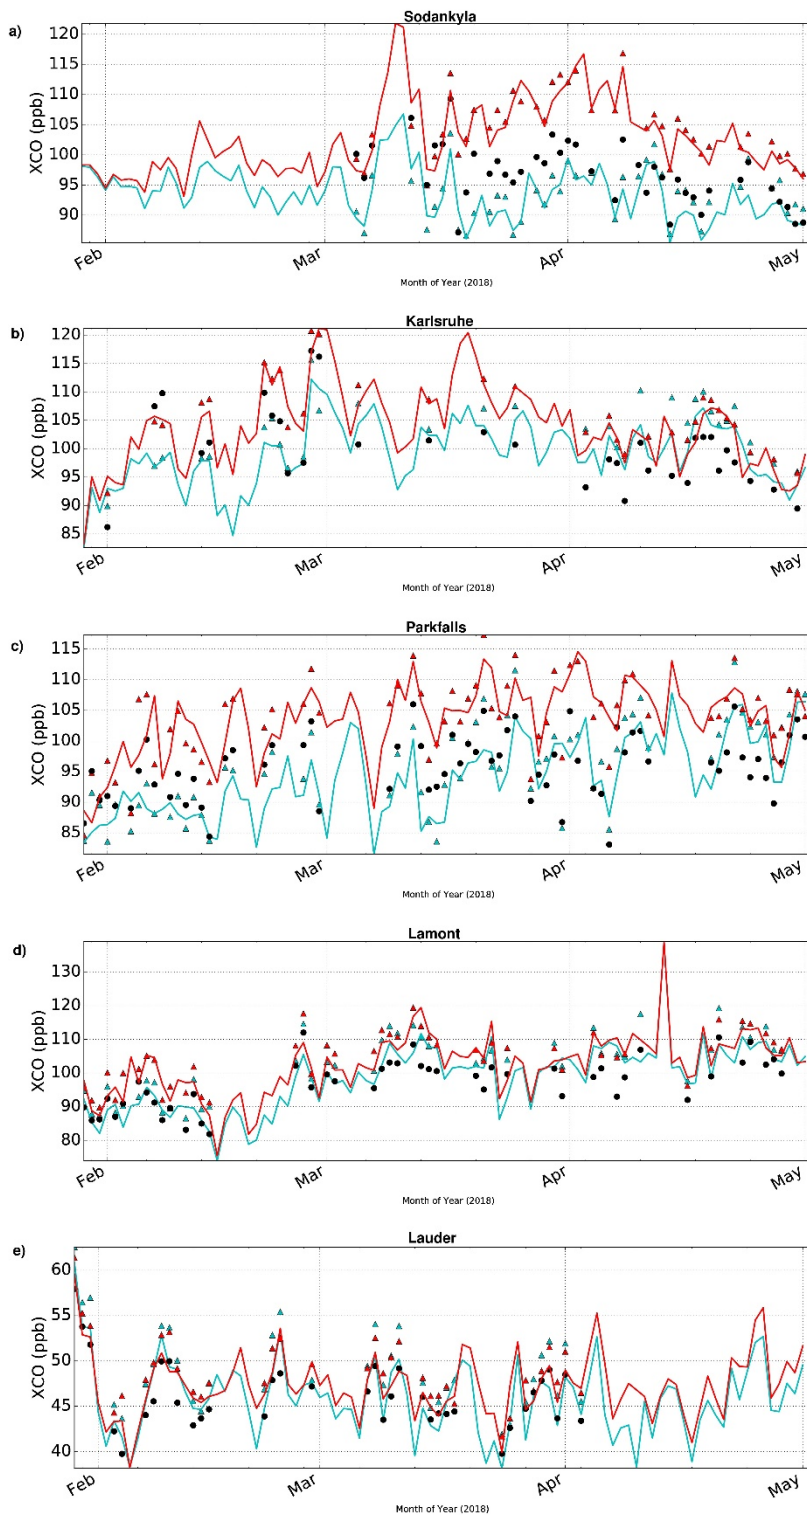 a)
Sodankyla
120
115
110
105
100
95
90
XCO (ppb)
Feb
Mar
Apr
May
Month of Year (2018)
b)
Karlsruhe
120
115
110
105
100
95
90
85
XCO (ppb)
Feb
Mar
Apr
May
Month of Year (2018)
c)
Parkfalls
115
110
105
100
95
90
85
XCO (ppb)
Feb
Mar
Apr
May
Month of Year (2018)
d)
Lamont
130
120
110
100
90
80
XCO (ppb)
Feb
Mar
Apr
May
Month of Year (2018)
e)
Lauder
60
55
50
45
40
XCO (ppb)
Feb
Mar
Apr
May
Month of Year (2018)